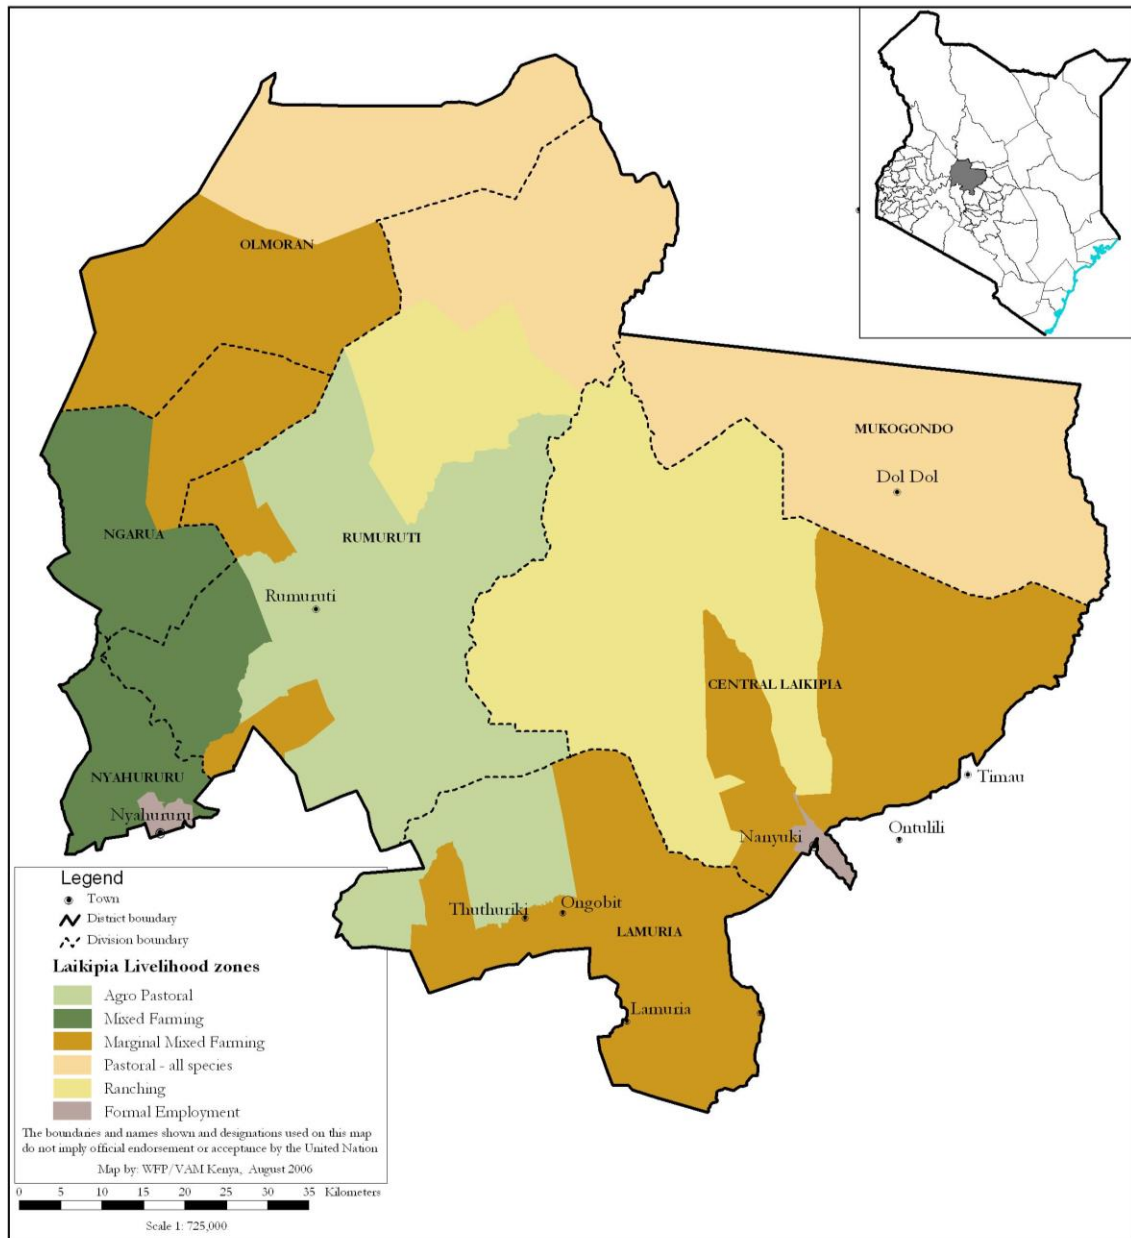 OLMORAN
MUKOGONDO
Dol Dol
NGARUA
RUMURUTI
Rumuruti
CENTRAL LAIKIPIA
Timau
NYAHURURU
Nyahururu
Nanyuki
Ontulili
Thuthuriki
Ongobit
LAMURIA
Lamuria
Legend
Town
District boundary
Division boundary
Laikipia Livelihood zones
Agro Pastoral
Mixed Farming
Marginal Mixed Farming
Pastoral - all species
Ranching
Formal Employment
The boundaries and names shown and designations used on this map
do not imply official endorsement or acceptance by the United Nation
Map by: WFP/VAM Kenya, August 2006
0 5 10 15 20 25 30 35 Kilometers
Scale 1: 725,000